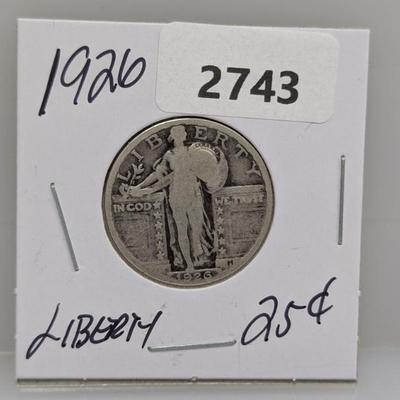 1926
2743
LIBERTY
IN GOD WE TRUST
1926
LIBERTY 25¢